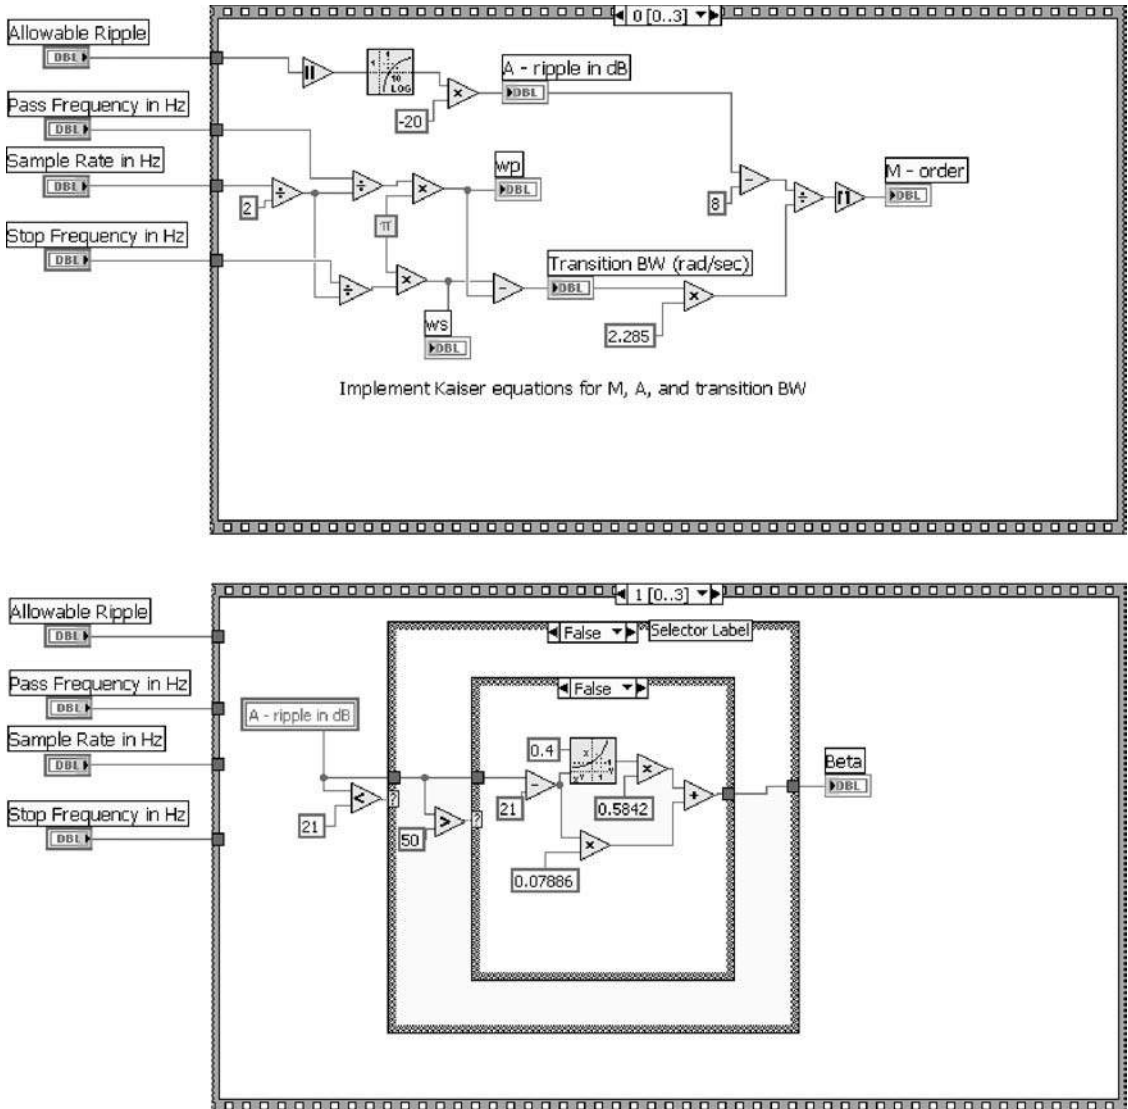 0 [0..3]
Allowable Ripple
DBL
LOG
10
1
1
A - ripple in dB
DBL
-20
Pass Frequency in Hz
DBL
Sample Rate in Hz
DBL
2
wp
DBL
π
8
M - order
DBL
Stop Frequency in Hz
DBL
Transition BW (rad/sec)
DBL
2.285
ws
DBL
Implement Kaiser equations for M, A, and transition BW
1 [0..3]
Allowable Ripple
DBL
False
Selector Label
Pass Frequency in Hz
DBL
False
A - ripple in dB
Sample Rate in Hz
DBL
0.4
Beta
DBL
Stop Frequency in Hz
DBL
21
?
50
?
21
0.5842
0.07886